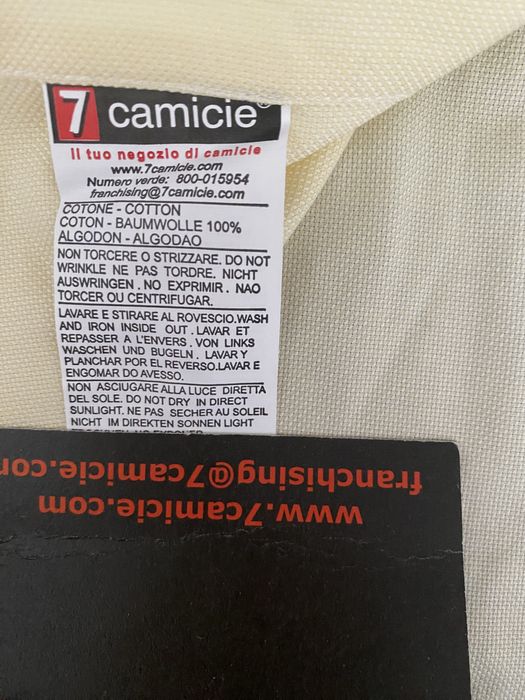 7 camicie®
il tuo negozio di camicie
www.7camicie.com
Numero verde: 800-015954
franchising@7camicie.com
COTONE - COTTON
COTON - BAUMWOLLE 100%
ALGODON - ALGODAO
NON TORCERE O STRIZZARE. DO NOT
WRINKLE NE PAS TORDRE. NICHT
AUSWRINGEN. NO EXPRIMIR. NAO
TORCER OU CENTRIFUGAR.
LAVARE E STIRARE AL ROVESCIO.WASH
AND IRON INSIDE OUT. LAVAR ET
REPASSER A L'ENVERS. VON LINKS
WASCHEN UND BUGELN. LAVAR Y
PLANCHAR POR EL REVERSO.LAVAR E
ENGOMAR DO AVESSO.
NON ASCIUGARE ALLA LUCE DIRETTA
DEL SOLE. DO NOT DRY IN DIRECT
SUNLIGHT. NE PAS SECHER AU SOLEIL
NICHT IM DIREKTEN SONNEN LIGHT
www.7camicie.com
franchising@7camicie.com